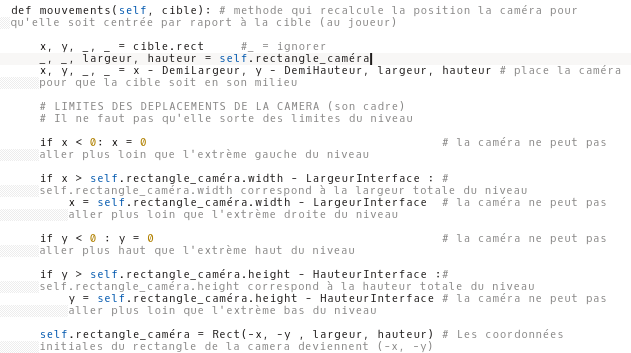 def mouvements(self, cible): # methode qui recalcule la position la caméra pour
qu'elle soit centrée par raport à la cible (au joueur)
x, y, _, _ = cible.rect     #_ = ignorer
_, _, largeur, hauteur = self.rectangle_caméra
x, y, _, _ = x - DemiLargeur, y - DemiHauteur, largeur, hauteur # place la caméra
pour que la cible soit en son milieu
# LIMITES DES DEPLACEMENTS DE LA CAMERA (son cadre)
# Il ne faut pas qu'elle sorte des limites du niveau
if x < 0: x = 0                                        # la caméra ne peut pas
aller plus loin que l'extrème gauche du niveau
if x > self.rectangle_caméra.width - LargeurInterface : #
self.rectangle_caméra.width correspond à la largeur totale du niveau
x = self.rectangle_caméra.width - LargeurInterface  # la caméra ne peut pas
aller plus loin que l'extrème droite du niveau
if y < 0 : y = 0                                       # la caméra ne peut pas
aller plus haut que l'extrème haut du niveau
if y > self.rectangle_caméra.height - HauteurInterface :#
self.rectangle_caméra.height correspond à la hauteur totale du niveau
y = self.rectangle_caméra.height - HauteurInterface # la caméra ne peut pas
aller plus loin que l'extrème bas du niveau
self.rectangle_caméra = Rect(-x, -y , largeur, hauteur) # Les coordonnées
initiales du rectangle de la camera deviennent (-x, -y)